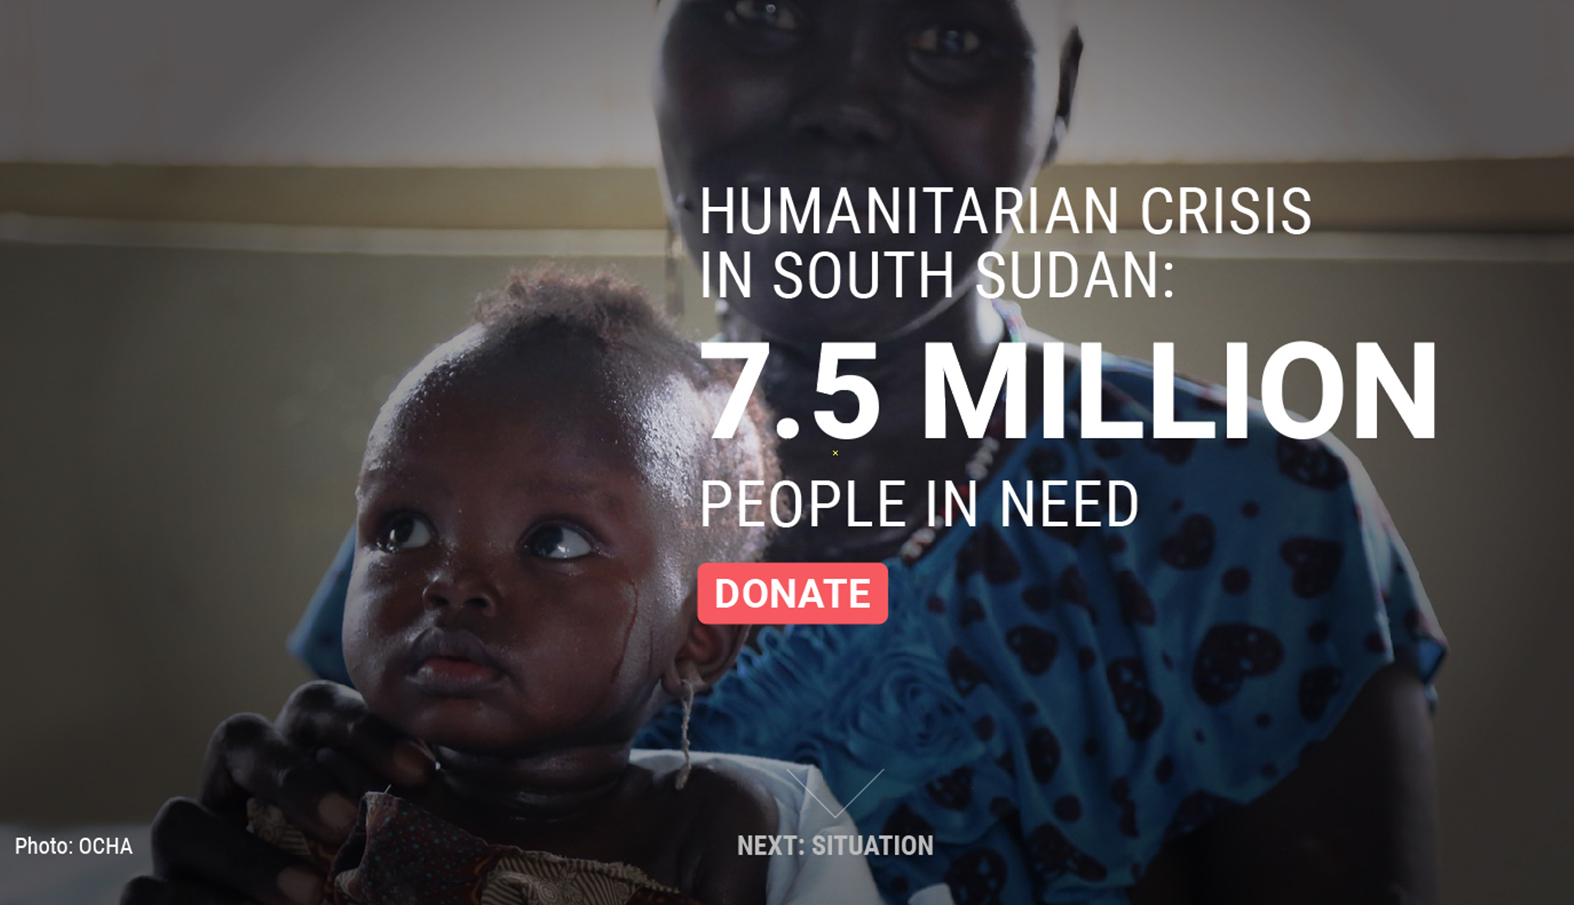 HUMANITARIAN CRISIS
IN SOUTH SUDAN:
7.5 MILLION
PEOPLE IN NEED
DONATE
NEXT: SITUATION
Photo: OCHA